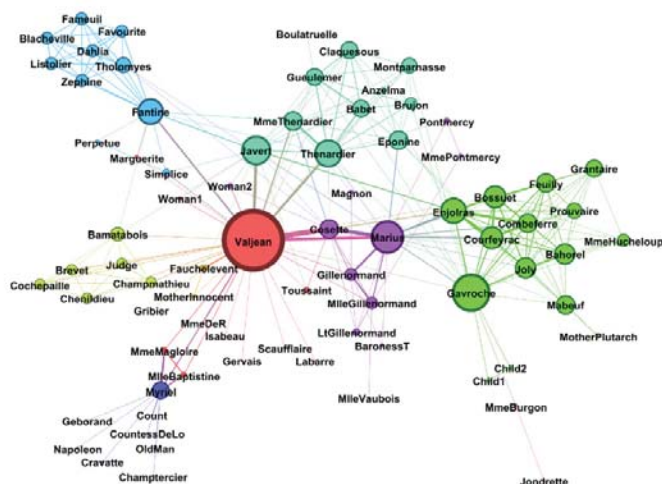 Fameuil
Blacheville
Favourite
Dahlia
Listolier
Tholomyes
Zephine
Fantine
Perpetue
Marguerite
Simplice
Woman1
Woman2
Boulatruelle
Claquesous
Gueulemer
Montparnasse
Anzelma
Babet
Brujon
MmeThenardier
Javert
Thenardier
Eponine
Pontmercy
MmePontmercy
Magnon
Valjean
Cosette
Marius
Enjolras
Bossuet
Feuilly
Grantaire
Combeferre
Prouvaire
Courfeyrac
MmeHucheloup
Bahorel
Joly
Gavroche
Mabeuf
MotherPlutarch
Child2
Child1
MmeBurgon
Jondrette
Bamatabois
Brevet
Judge
Cochepaille
Champmathieu
Chenildieu
Fauchelevent
MotherInnocent
Gribier
Gillenormand
Toussaint
MlleGillenormand
LtGillenormand
BaronessT
MlleVaubois
MmeDeR
Isabeau
Gervais
Scaufflaire
Labarre
MmeMagloire
MlleBaptistine
Myriel
Geborand
Count
CountessDeLo
Napoleon
OldMan
Cravatte
Champtercier